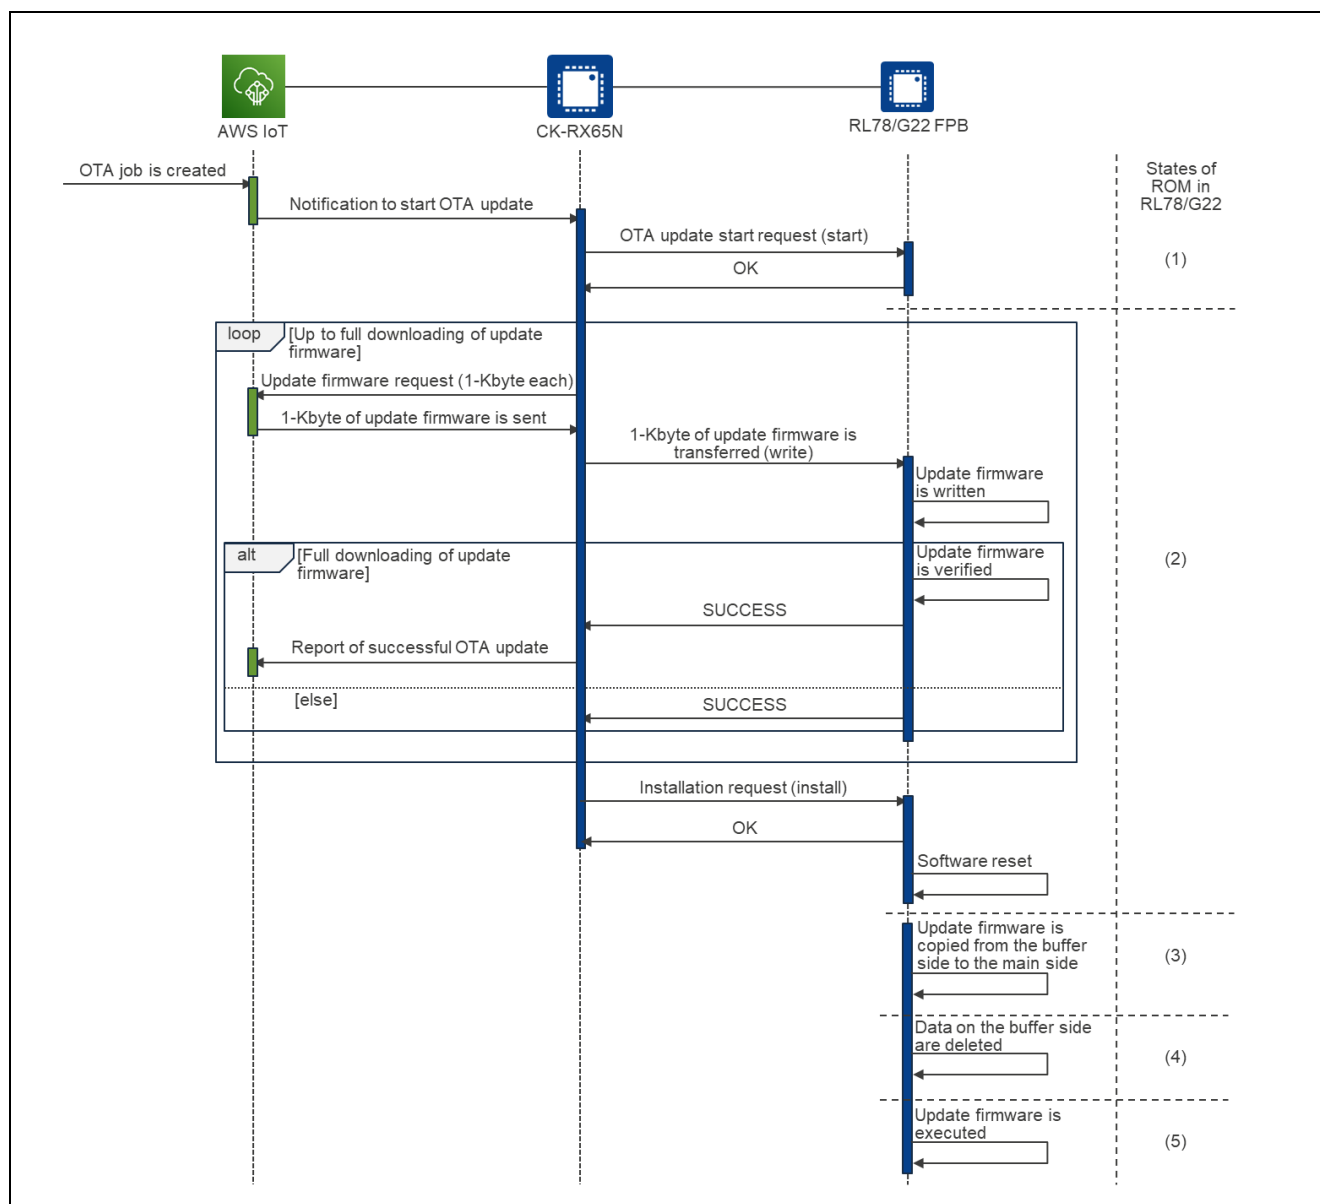 AWS IoT
CK-RX65N
RL78/G22 FPB
OTA job is created
States of
ROM in
RL78/G22
Notification to start OTA update
OTA update start request (start)
(1)
OK
loop
[Up to full downloading of update
firmware]
Update firmware request (1-Kbyte each)
1-Kbyte of update firmware is sent
1-Kbyte of update firmware is
transferred (write)
Update firmware
is written
alt
[Full downloading of update
firmware]
Update firmware
is verified
(2)
SUCCESS
Report of successful OTA update
[else]
SUCCESS
Installation request (install)
OK
Software reset
Update firmware is
copied from the buffer
side to the main side
(3)
Data on the buffer side
are deleted
(4)
Update firmware is
executed
(5)